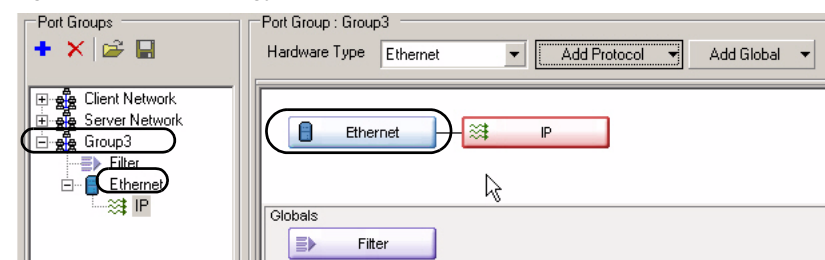 Port Groups
Port Group : Group3
Hardware Type
Ethernet
Add Protocol
Add Global
Client Network
Server Network
Group3
Filter
Ethernet
IP
Ethernet
IP
Globals
Filter